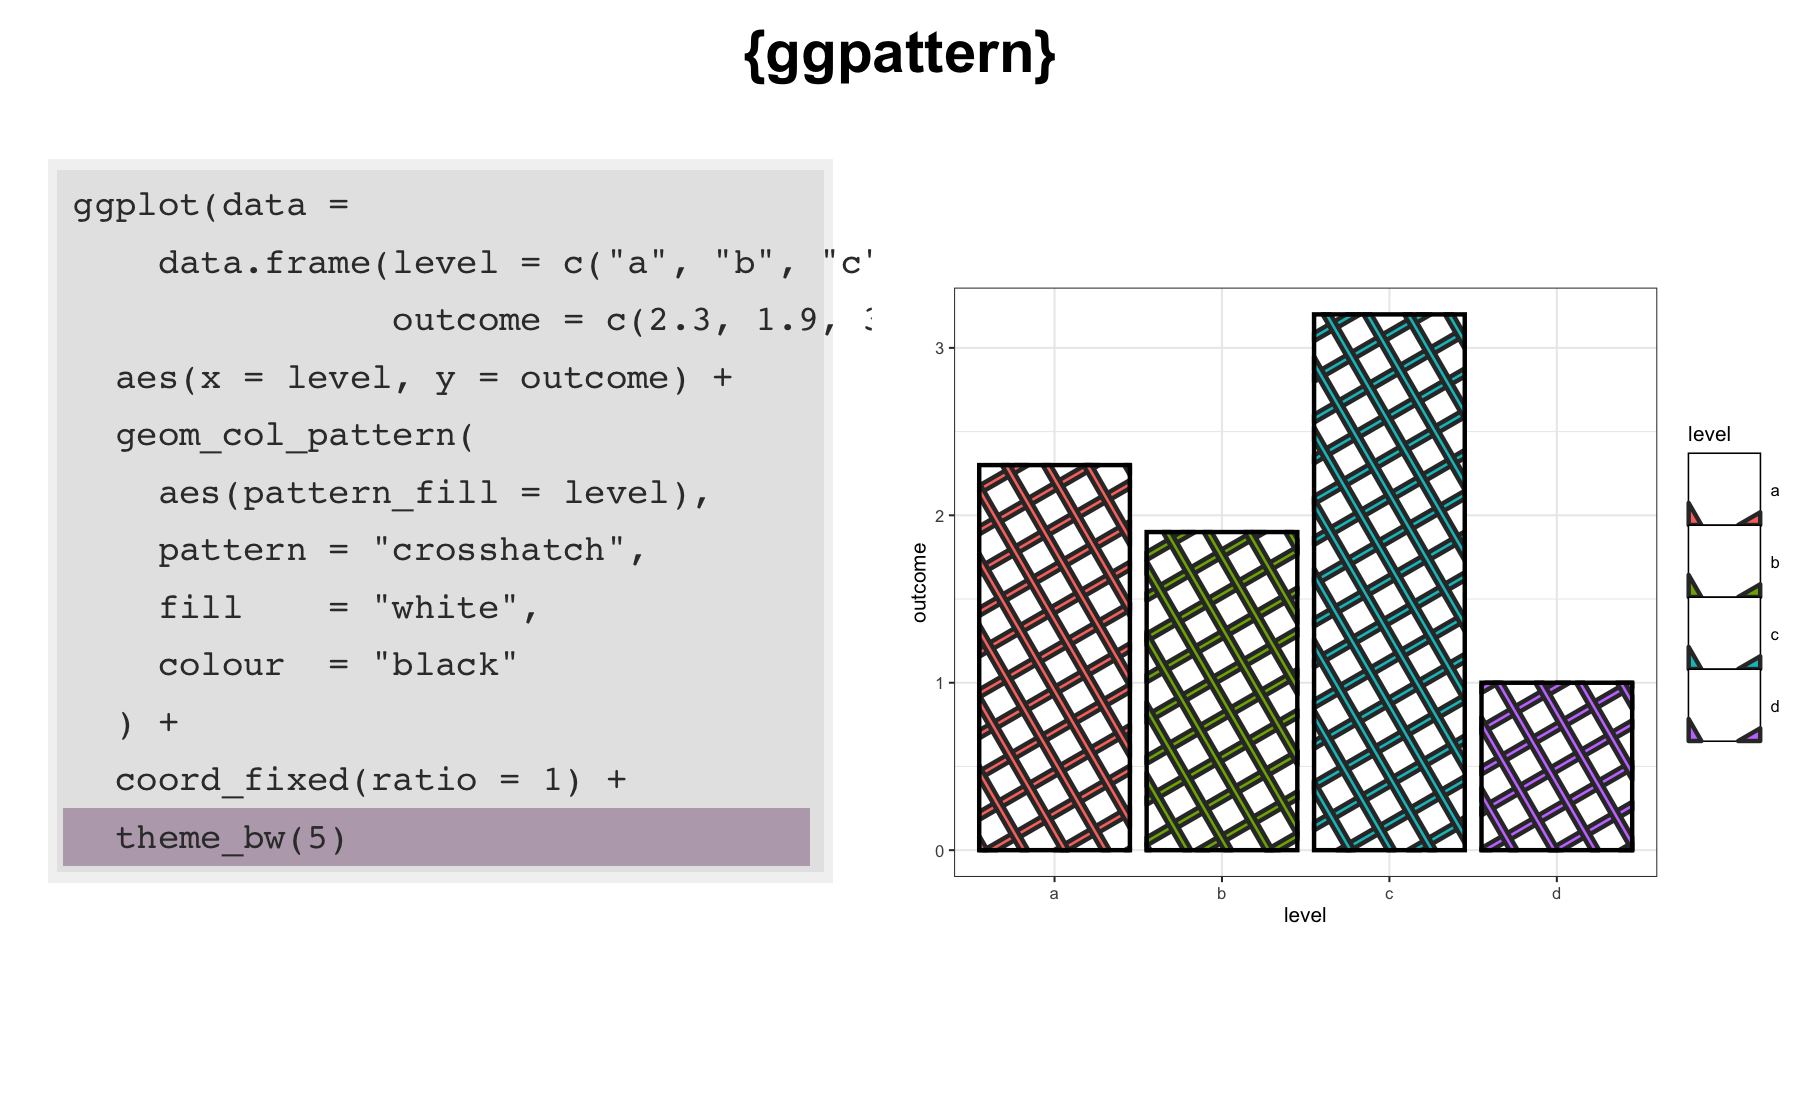 {ggpattern}
ggplot(data =
data.frame(level = c("a", "b", "c"
outcome = c(2.3, 1.9,
aes(x = level, y = outcome) +
geom_col_pattern(
aes(pattern_fill = level),
pattern = "crosshatch",
fill    = "white",
colour  = "black"
) +
coord_fixed(ratio = 1) +
theme_bw(5)
3
2
1
0
outcome
a b c d
level
level
a
b
c
d